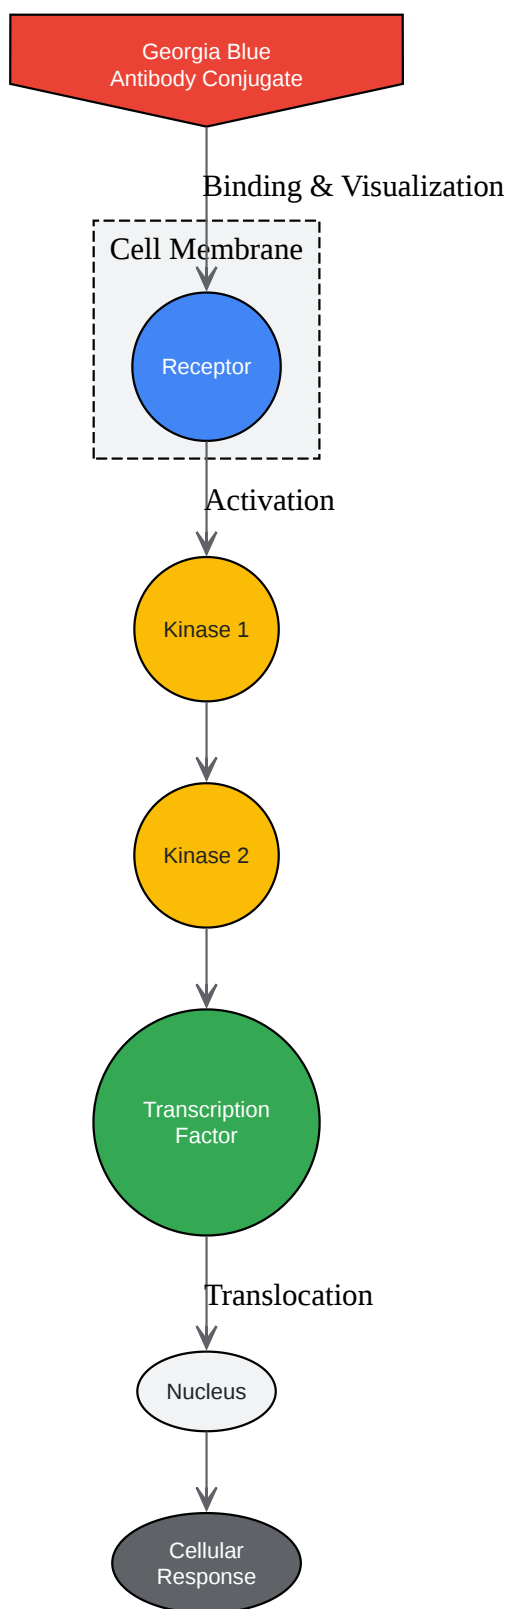 Georgia Blue
Antibody Conjugate
Binding & Visualization
Cell Membrane
Receptor
Activation
Kinase 1
Kinase 2
Transcription
Factor
Translocation
Nucleus
Cellular
Response